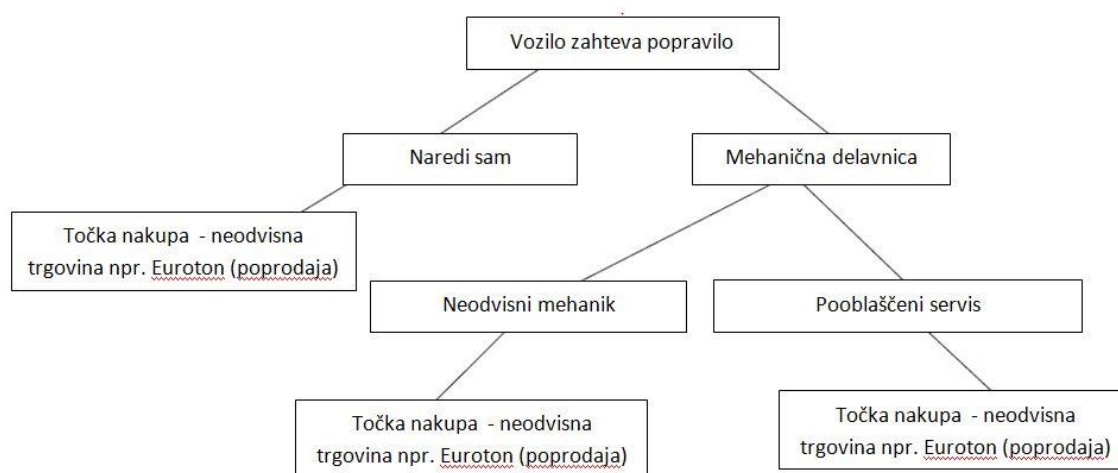 Vozilo zahteva popravilo
Naredi sam
Mehanična delavnica
Točka nakupa - neodvisna
trgovina npr. Euroton (poprodaja)
Neodvisni mehanik
Pooblaščeni servis
Točka nakupa - neodvisna
trgovina npr. Euroton (poprodaja)
Točka nakupa - neodvisna
trgovina npr. Euroton (poprodaja)